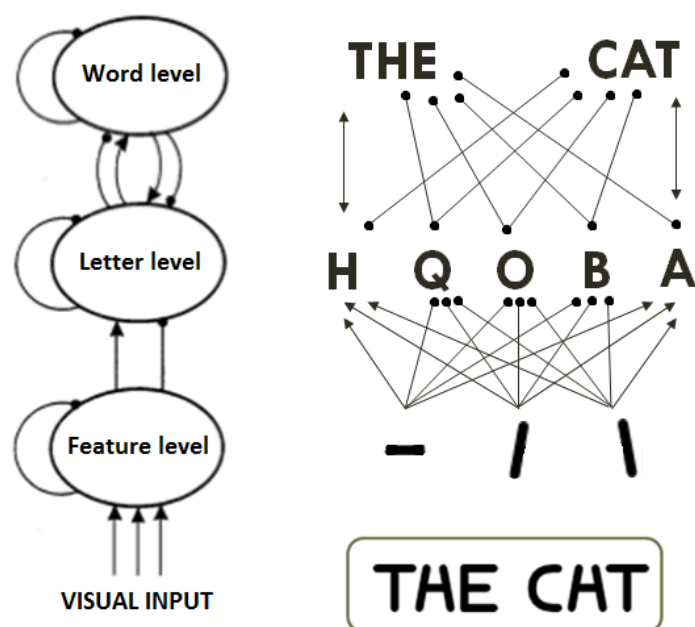 Word level
Letter level
Feature level
VISUAL INPUT
THE CAT
H Q O B A
THE CAT